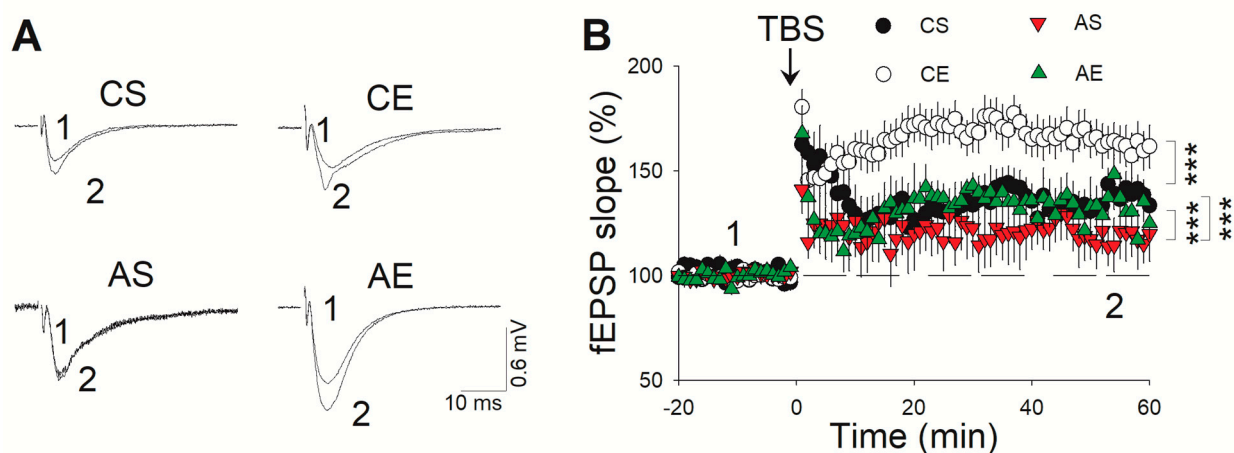 A
CS
1
2
CE
1
2
AS
1
2
AE
1
2
0.6 mV
10 ms
B
TBS
CS
AS
CE
AE
fEPSP slope (%)
200
150
100
50
1
2
***
***
***
-20
0
20
40
60
Time (min)